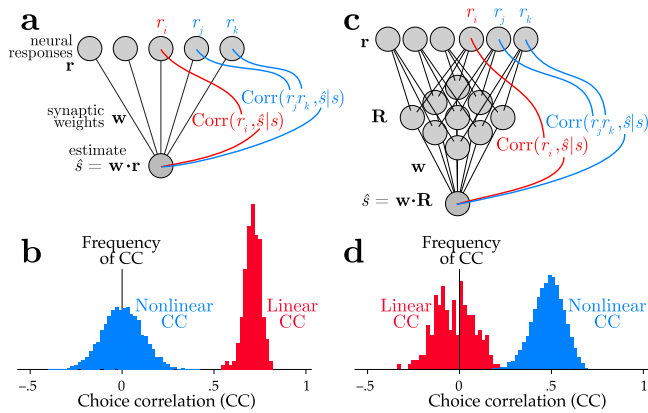 a
neural
responses
r
r_i r_j r_k
synaptic
weights w
Corr(r_j r_k, ŝ|s)
Corr(r_i, ŝ|s)
estimate
ŝ = w·r
b
Frequency
of CC
Nonlinear
CC
Linear
CC
–.5 0 .5 1
Choice correlation (CC)
c
r
r_i r_j r_k
R
Corr(r_j r_k, ŝ|s)
Corr(r_i, ŝ|s)
w
ŝ = w·R
d
Frequency
of CC
Linear
CC
Nonlinear
CC
–.5 0 .5 1
Choice correlation (CC)